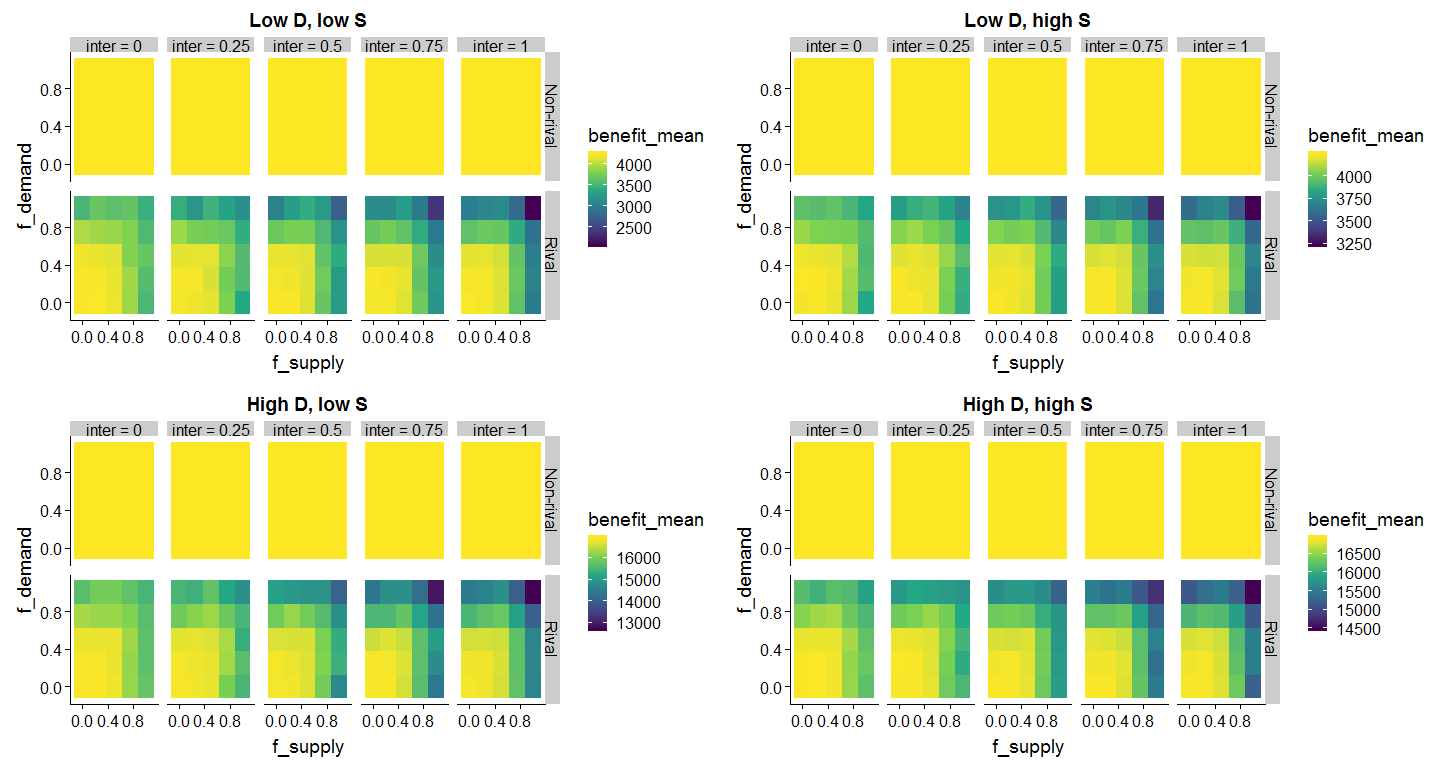 Low D, low S
inter = 0 inter = 0.25 inter = 0.5 inter = 0.75 inter = 1
f_demand
0.8
0.4
0.0
Non-rival
0.8
0.4
0.0
Rival
0.0 0.4 0.8 0.0 0.4 0.8 0.0 0.4 0.8 0.0 0.4 0.8 0.0 0.4 0.8
f_supply
benefit_mean
4000
3500
3000
2500
Low D, high S
inter = 0 inter = 0.25 inter = 0.5 inter = 0.75 inter = 1
f_demand
0.8
0.4
0.0
Non-rival
0.8
0.4
0.0
Rival
0.0 0.4 0.8 0.0 0.4 0.8 0.0 0.4 0.8 0.0 0.4 0.8 0.0 0.4 0.8
f_supply
benefit_mean
4000
3750
3500
3250
High D, low S
inter = 0 inter = 0.25 inter = 0.5 inter = 0.75 inter = 1
f_demand
0.8
0.4
0.0
Non-rival
0.8
0.4
0.0
Rival
0.0 0.4 0.8 0.0 0.4 0.8 0.0 0.4 0.8 0.0 0.4 0.8 0.0 0.4 0.8
f_supply
benefit_mean
16000
15000
14000
13000
High D, high S
inter = 0 inter = 0.25 inter = 0.5 inter = 0.75 inter = 1
f_demand
0.8
0.4
0.0
Non-rival
0.8
0.4
0.0
Rival
0.0 0.4 0.8 0.0 0.4 0.8 0.0 0.4 0.8 0.0 0.4 0.8 0.0 0.4 0.8
f_supply
benefit_mean
16500
16000
15500
15000
14500